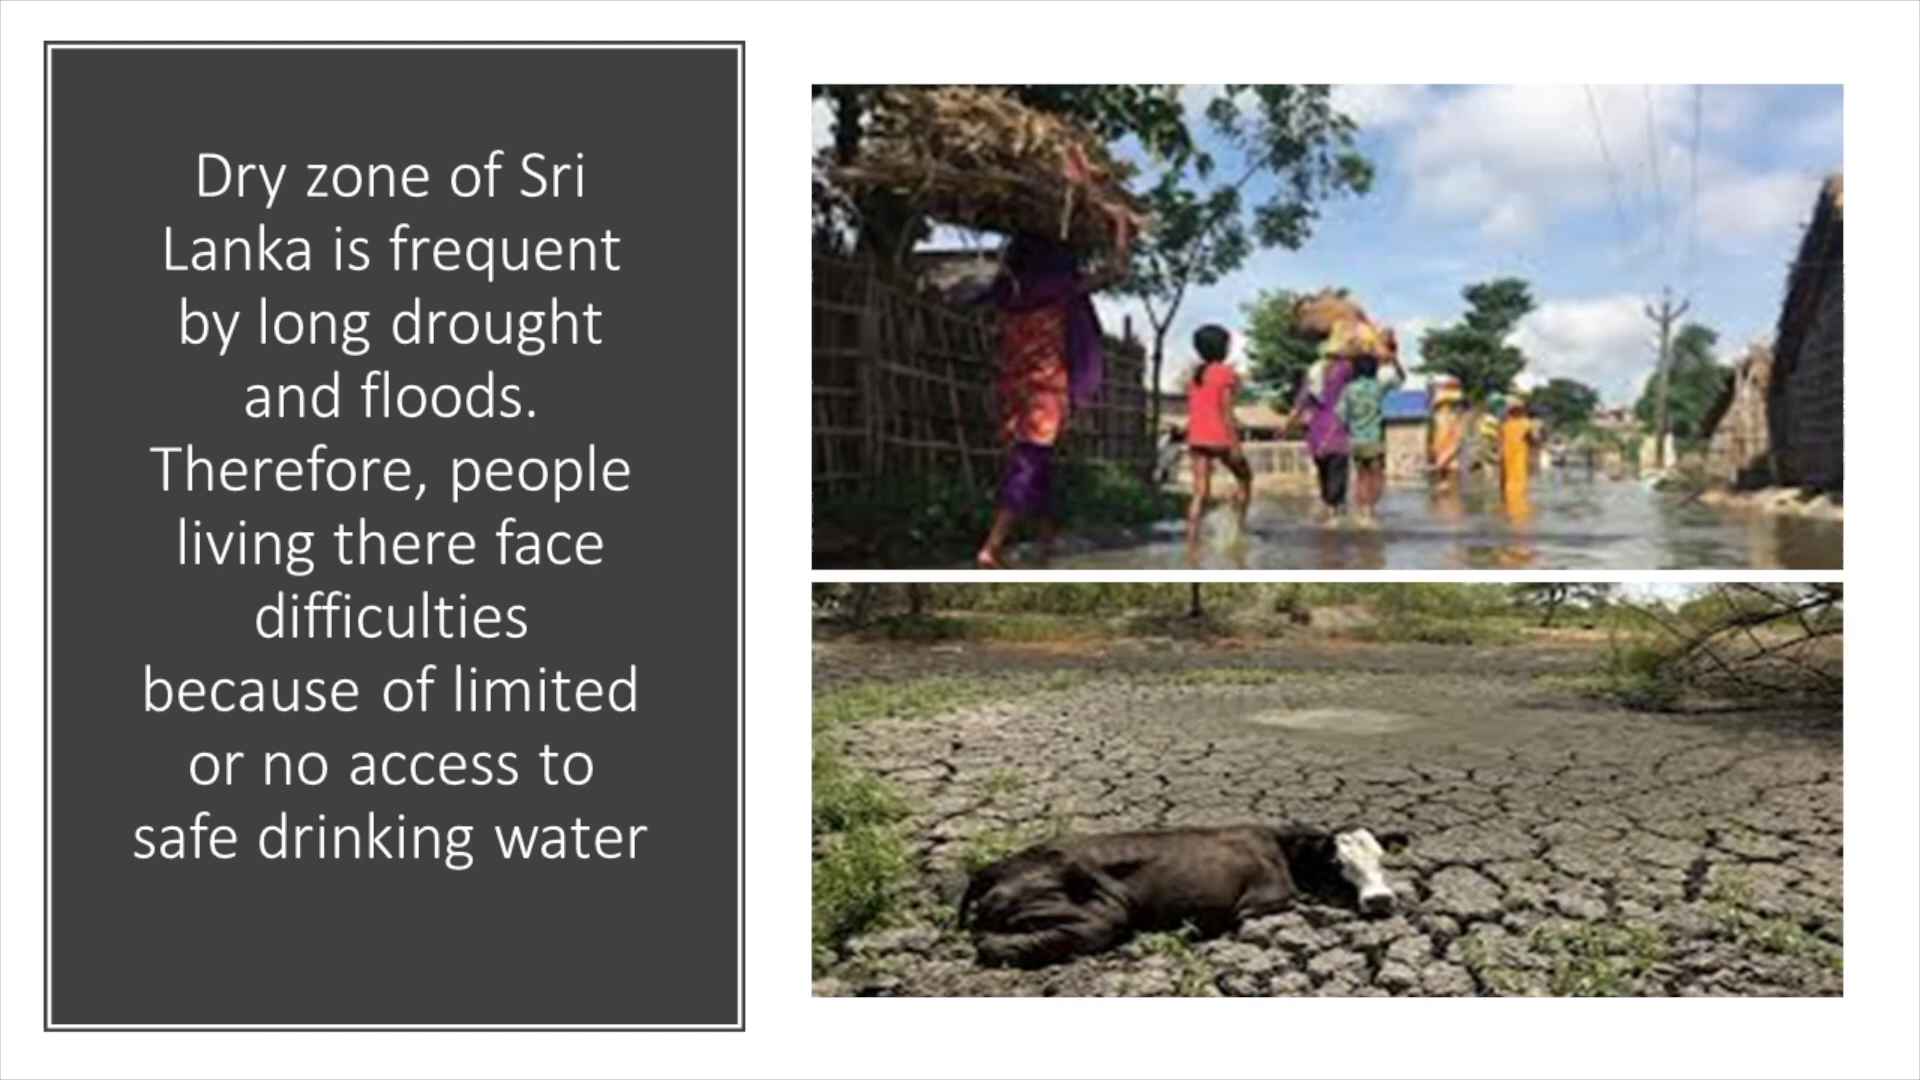 Dry zone of Sri
Lanka is frequent
by long drought
and floods.
Therefore, people
living there face
difficulties
because of limited
or no access to
safe drinking water